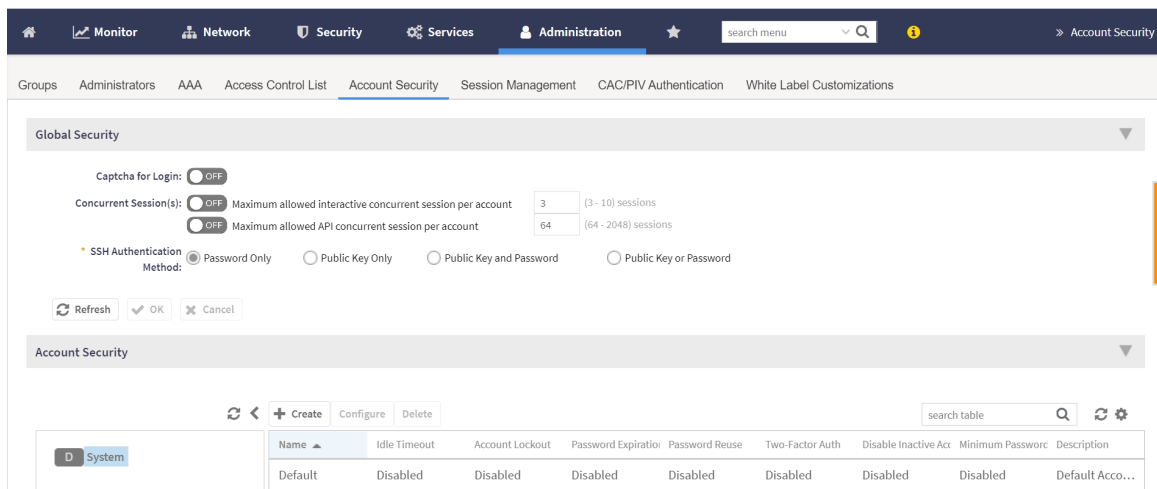 Monitor Network Security Services Administration search menu » Account Security
Groups Administrators AAA Access Control List Account Security Session Management CAC/PIV Authentication White Label Customizations
Global Security
Captcha for Login: OFF
Concurrent Session(s): OFF Maximum allowed interactive concurrent session per account 3 (3 - 10) sessions
OFF Maximum allowed API concurrent session per account 64 (64 - 2048) sessions
* SSH Authentication Method: Password Only Public Key Only Public Key and Password Public Key or Password
Refresh OK Cancel
Account Security
Create Configure Delete search table
D System
Name Idle Timeout Account Lockout Password Expiratio Password Reuse Two-Factor Auth Disable Inactive Acc Minimum Password Description
Default Disabled Disabled Disabled Disabled Disabled Disabled Disabled Default Acco...